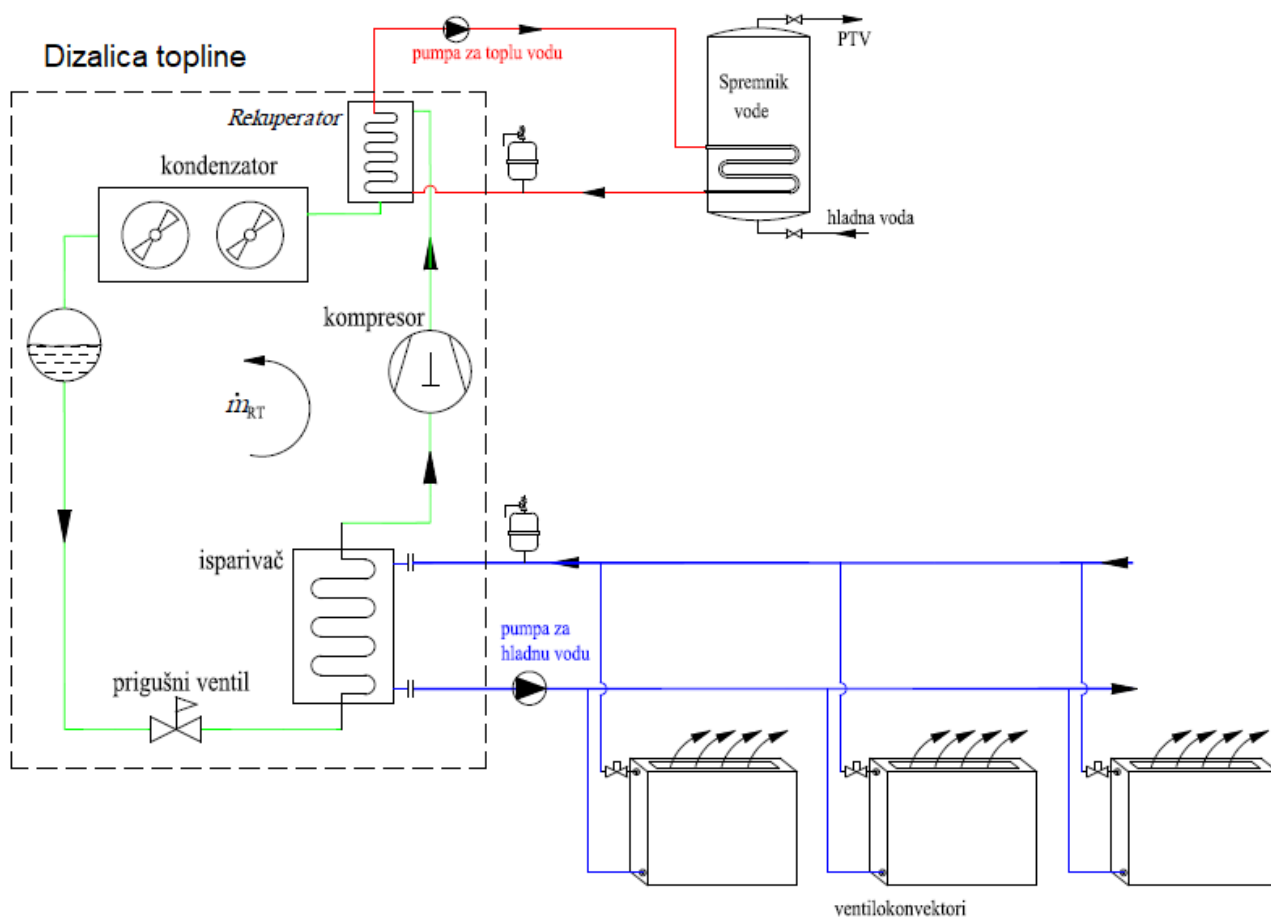 Dizalica topline
pumpa za toplu vodu
PTV
Spremnik
vode
Rekuperator
kondenzator
hladna voda
kompresor
ṁRT
isparivač
pumpa za
hladnu vodu
prigušni ventil
ventilokonvektori